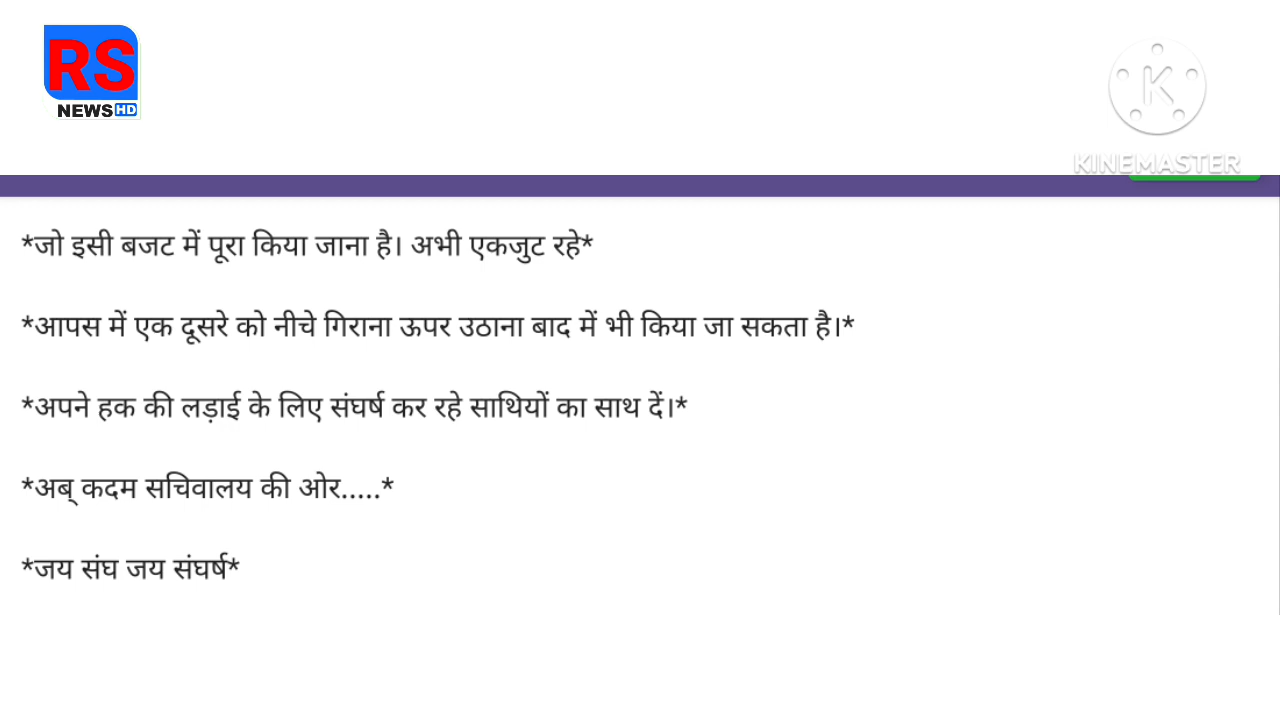 RS
NEWS HD
KINEMASTER
*जो इसी बजट में पूरा किया जाना है। अभी एकजुट रहे*
*आपस में एक दूसरे को नीचे गिराना ऊपर उठाना बाद में भी किया जा सकता है।*
*अपने हक की लड़ाई के लिए संघर्ष कर रहे साथियों का साथ दें।*
*अब् कदम सचिवालय की ओर.....*
*जय संघ जय संघर्ष*